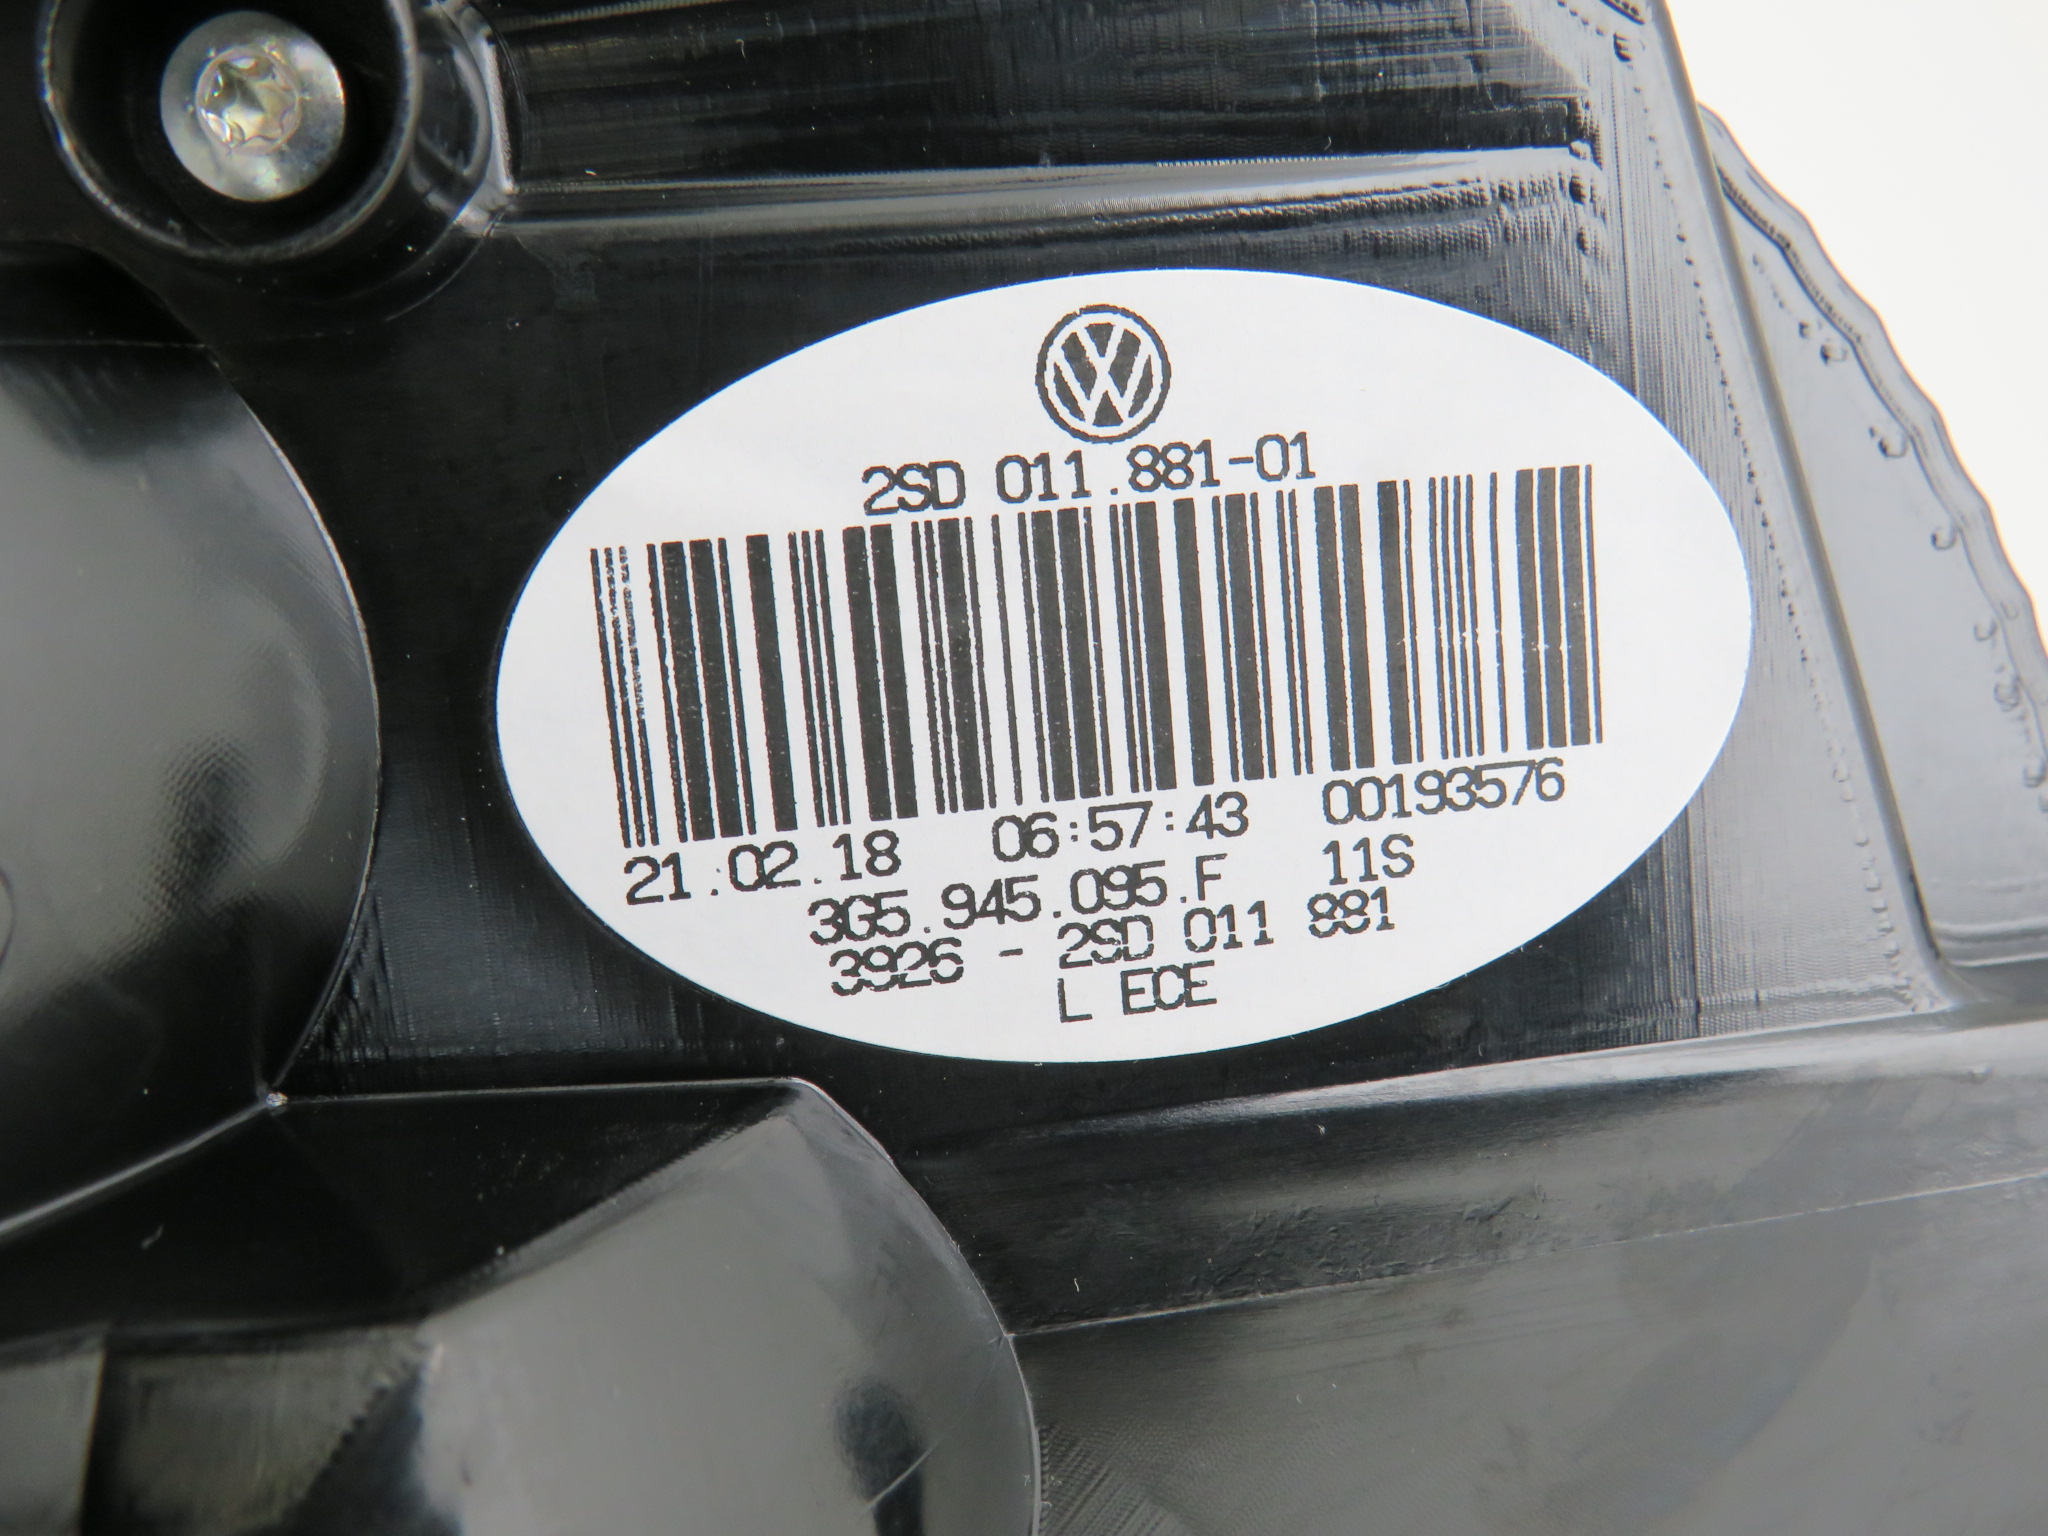 2SD 011.881-01
21.02.18 06:57:43 00193576
3G5.945.095.F 11S
3926 - 2SD 011 881
L ECE